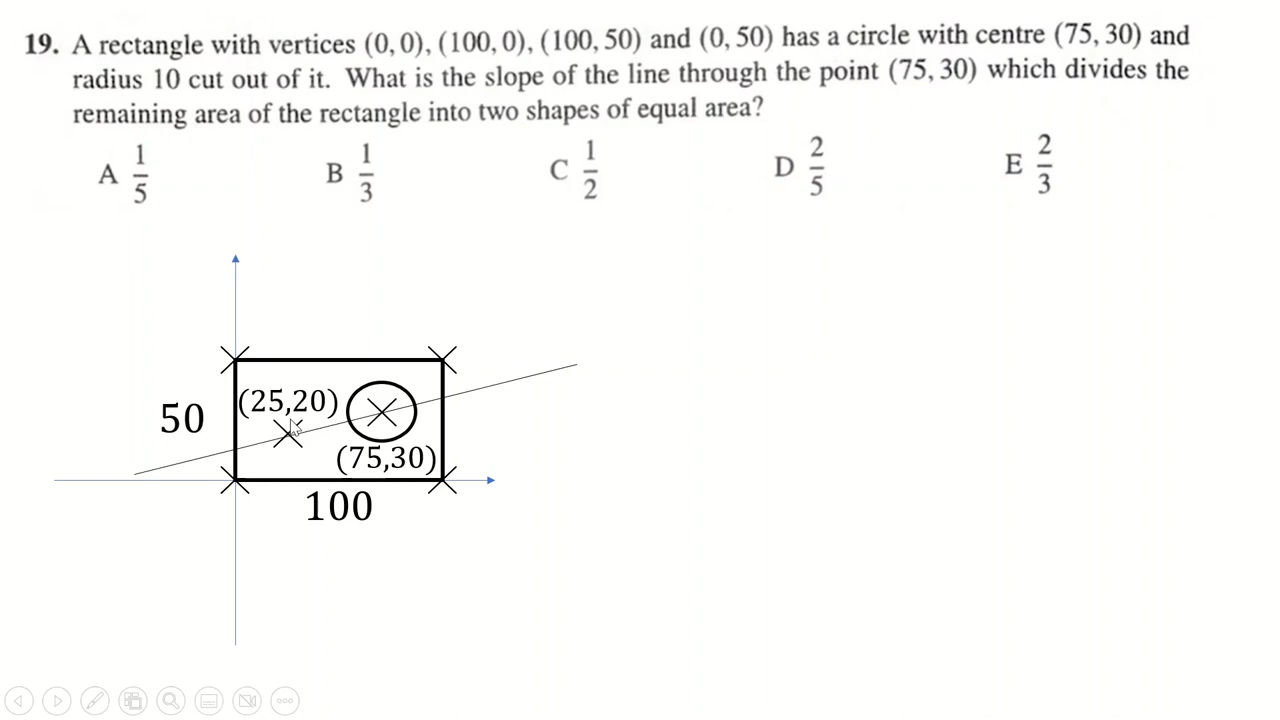 19. A rectangle with vertices (0, 0), (100, 0), (100, 50) and (0, 50) has a circle with centre (75, 30) and
radius 10 cut out of it. What is the slope of the line through the point (75, 30) which divides the
remaining area of the rectangle into two shapes of equal area?
A 1/5 B 1/3 C 1/2 D 2/5 E 2/3
(25,20)
50
(75,30)
100